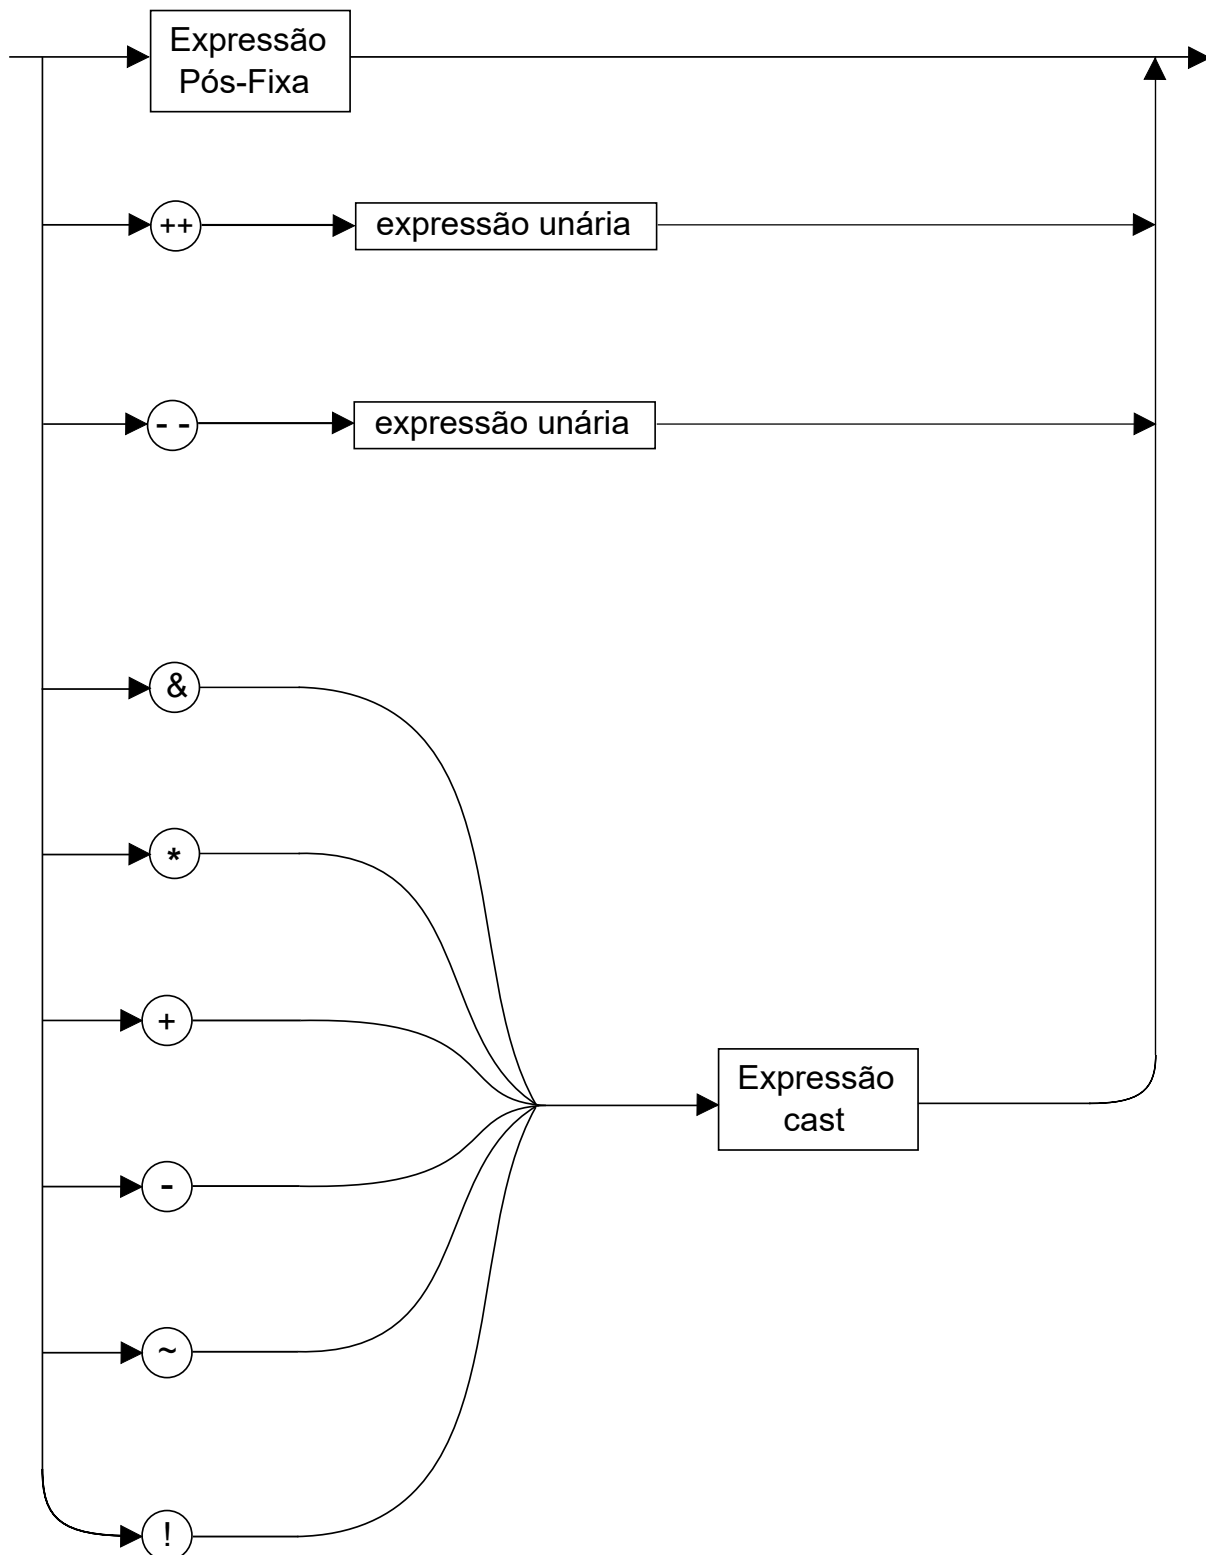 Expressão
Pós-Fixa
++ expressão unária
- - expressão unária
&
*
+
-
~
!
Expressão
cast